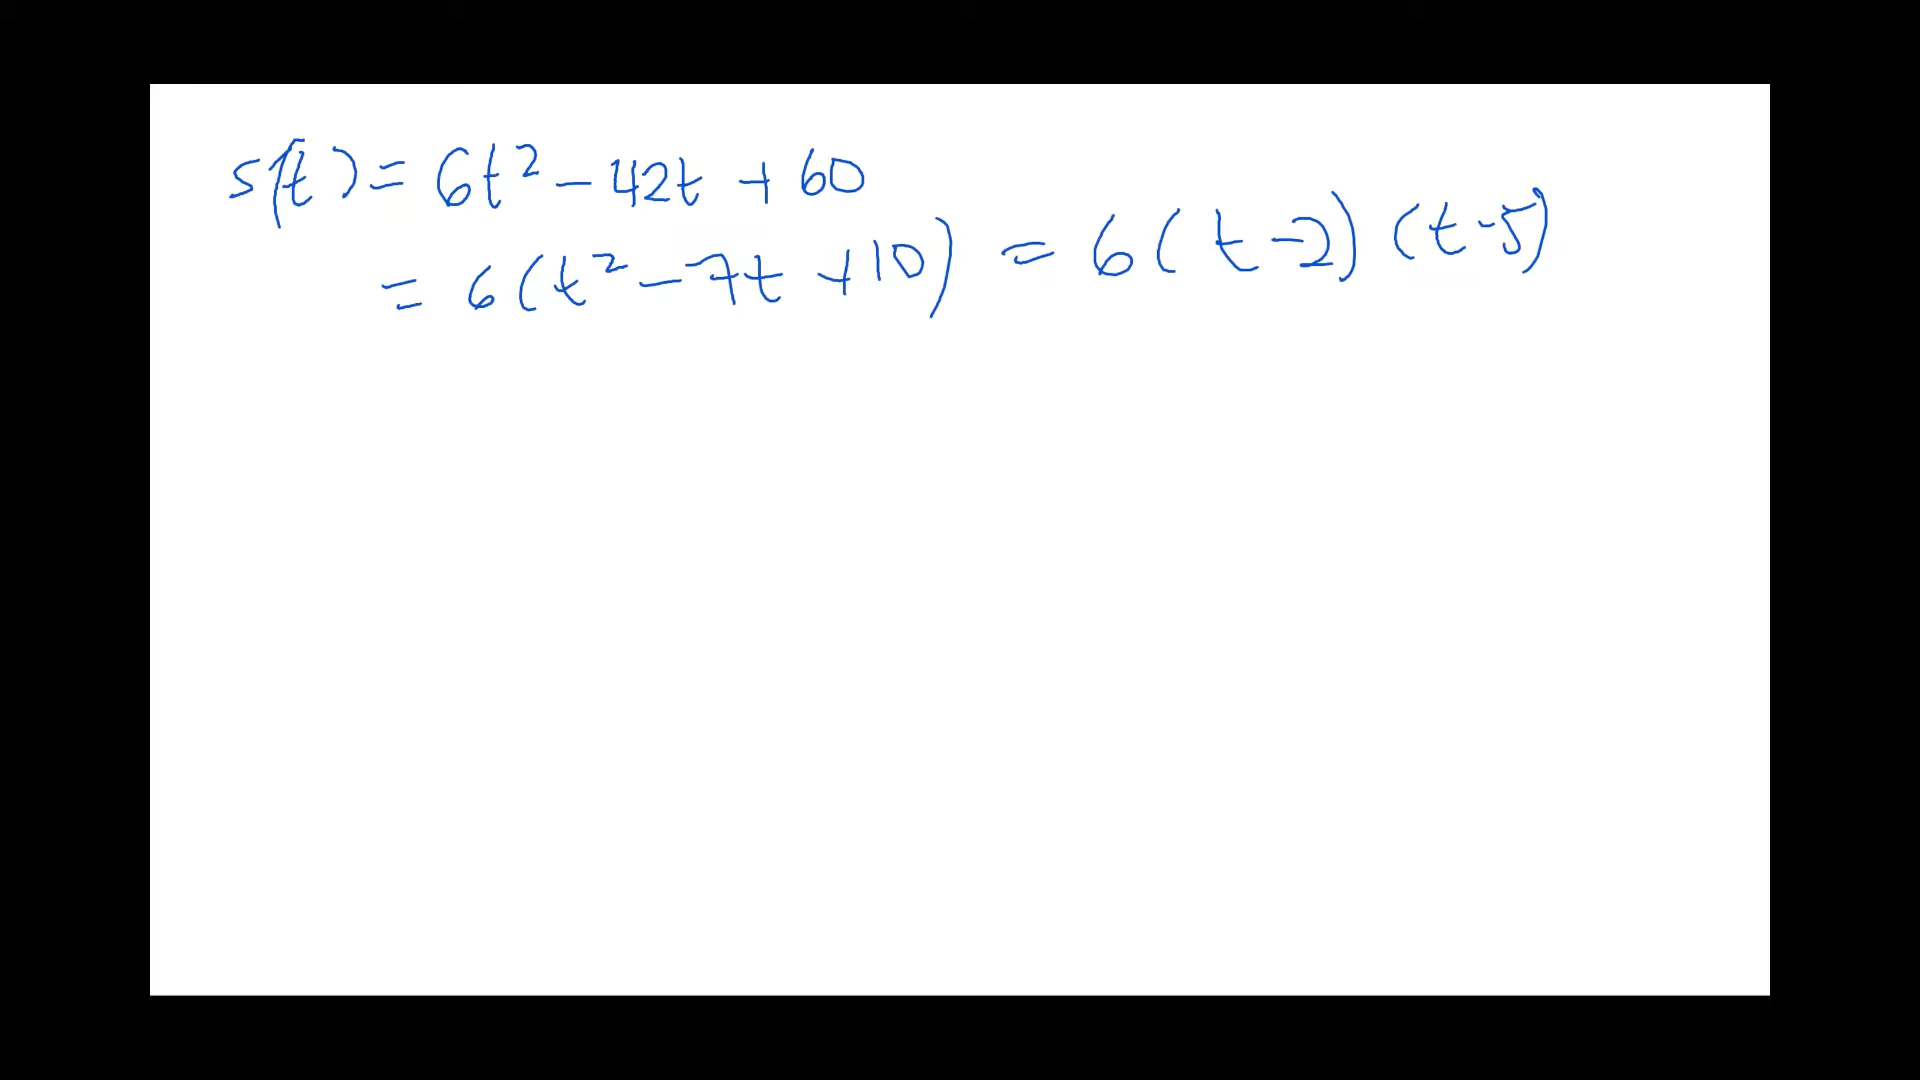 s(t) = 6t² - 42t + 60
= 6(t² - 7t + 10) = 6(t - 2)(t - 5)